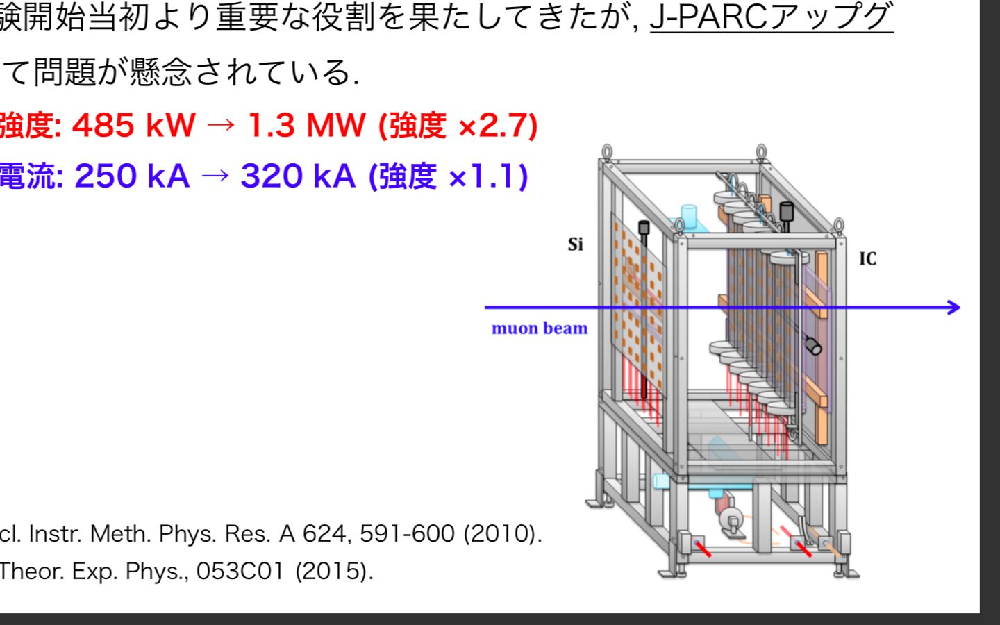 験開始当初より重要な役割を果たしてきたが, J-PARCアップグ
て問題が懸念されている.
強度: 485 kW → 1.3 MW (強度 ×2.7)
電流: 250 kA → 320 kA (強度 ×1.1)
Si
IC
muon beam
cl. Instr. Meth. Phys. Res. A 624, 591-600 (2010).
Theor. Exp. Phys., 053C01 (2015).